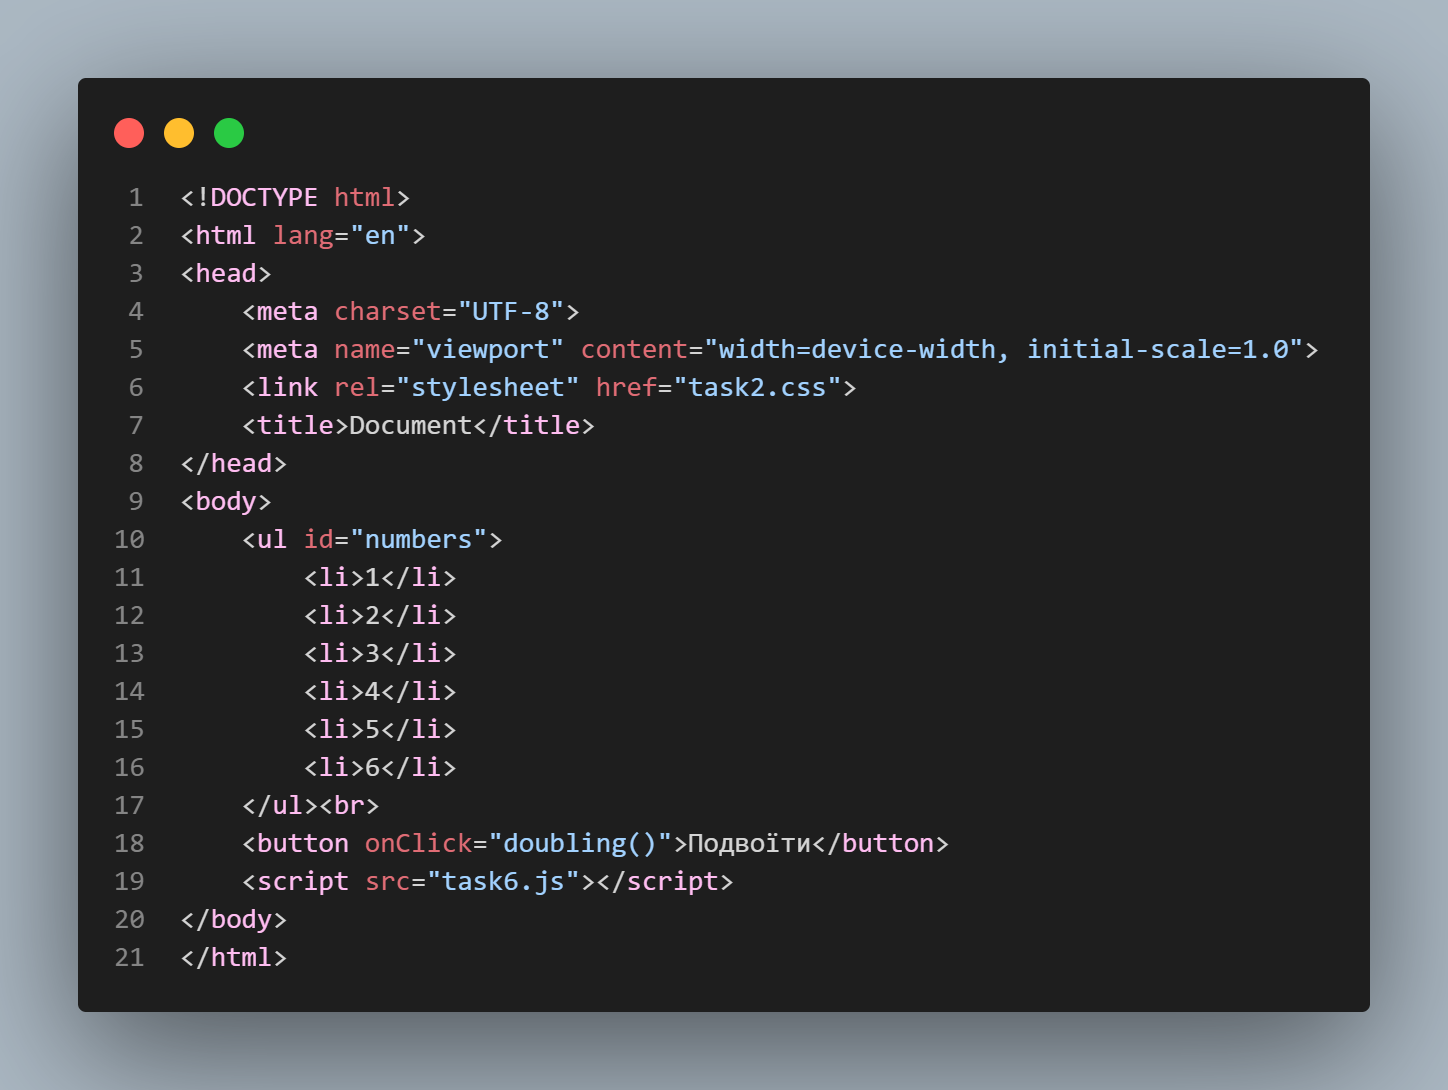 1 <!DOCTYPE html>
2 <html lang="en">
3 <head>
4     <meta charset="UTF-8">
5     <meta name="viewport" content="width=device-width, initial-scale=1.0">
6     <link rel="stylesheet" href="task2.css">
7     <title>Document</title>
8 </head>
9 <body>
10     <ul id="numbers">
11         <li>1</li>
12         <li>2</li>
13         <li>3</li>
14         <li>4</li>
15         <li>5</li>
16         <li>6</li>
17     </ul><br>
18     <button onClick="doubling()">Подвоїти</button>
19     <script src="task6.js"></script>
20 </body>
21 </html>